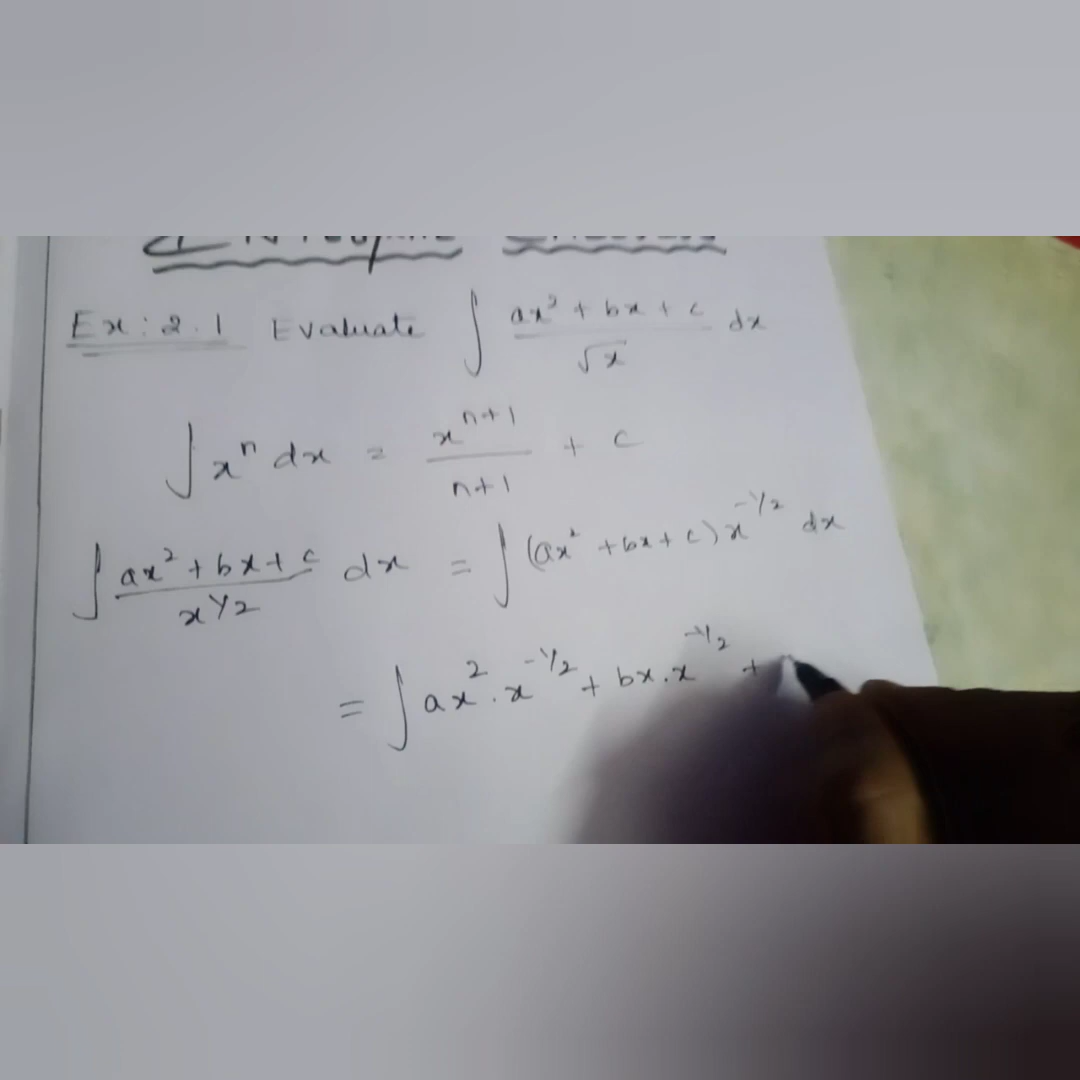 Ex : 2.1 Evaluate ∫ (ax² + bx + c)/√x dx
∫ xⁿ dx = xⁿ⁺¹/(n+1) + c
∫ (ax² + bx + c)/x^1/2 dx = ∫ (ax² + bx + c) x^-1/2 dx
= ∫ ax² . x^-1/2 + bx . x^-1/2 +